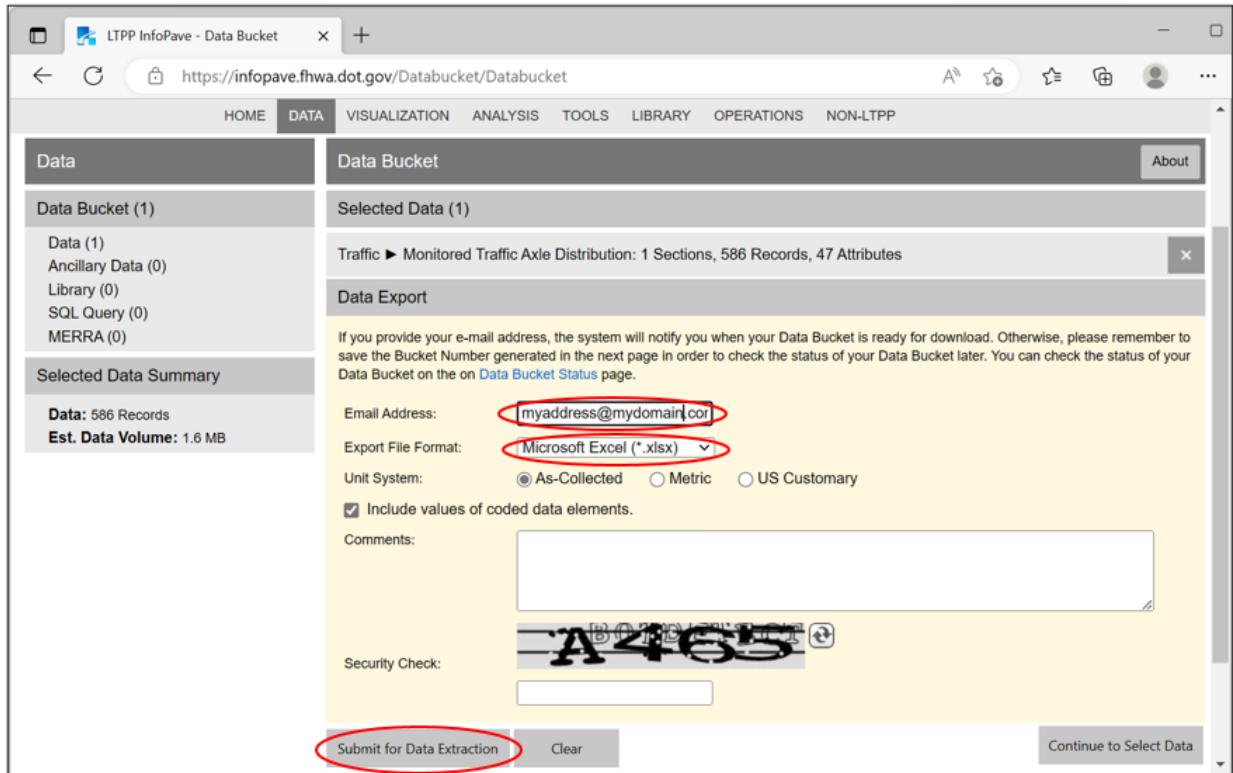 LTPP InfoPave - Data Bucket
https://infopave.fhwa.dot.gov/Databucket/Databucket
HOME DATA VISUALIZATION ANALYSIS TOOLS LIBRARY OPERATIONS NON-LTPP
Data
Data Bucket (1)
Data (1)
Ancillary Data (0)
Library (0)
SQL Query (0)
MERRA (0)
Selected Data Summary
Data: 586 Records
Est. Data Volume: 1.6 MB
Data Bucket
About
Selected Data (1)
Traffic ► Monitored Traffic Axle Distribution: 1 Sections, 586 Records, 47 Attributes
Data Export
If you provide your e-mail address, the system will notify you when your Data Bucket is ready for download. Otherwise, please remember to
save the Bucket Number generated in the next page in order to check the status of your Data Bucket later. You can check the status of your
Data Bucket on the on Data Bucket Status page.
Email Address: myaddress@mydomain.cor
Export File Format: Microsoft Excel (*.xlsx)
Unit System: As-Collected Metric US Customary
Include values of coded data elements.
Comments:
A465
Security Check:
Submit for Data Extraction Clear Continue to Select Data